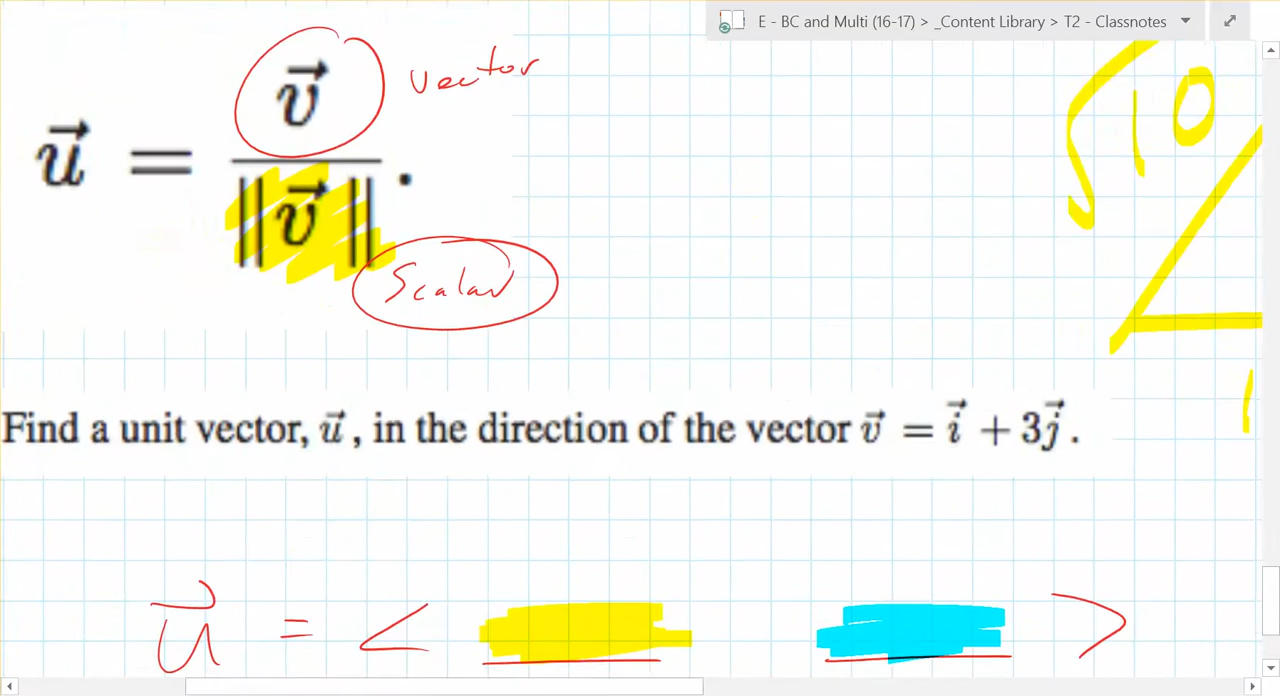 E - BC and Multi (16-17) > _Content Library > T2 - Classnotes
v⃗ vector
u⃗ = ─── .
‖v⃗‖
Scalar
√10
1
Find a unit vector, u⃗, in the direction of the vector v⃗ = i⃗ + 3j⃗.
u⃗ = < >